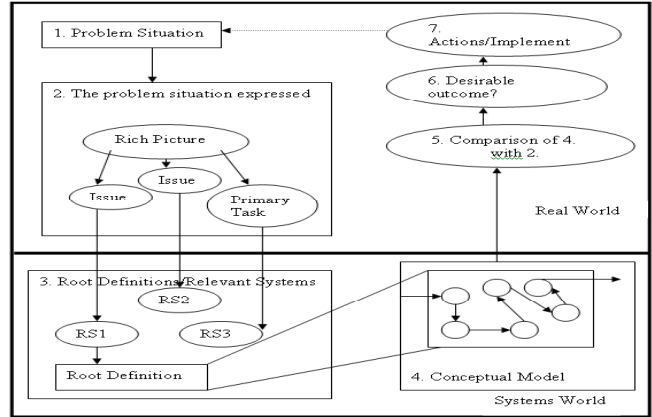 1. Problem Situation
2. The problem situation expressed
Rich Picture
Issue
Issue
Primary
Task
3. Root Definitions/Relevant Systems
RS2
RS1
RS3
Root Definition
4. Conceptual Model
Systems World
Real World
5. Comparison of 4.
with 2.
6. Desirable
outcome?
7.
Actions/Implement